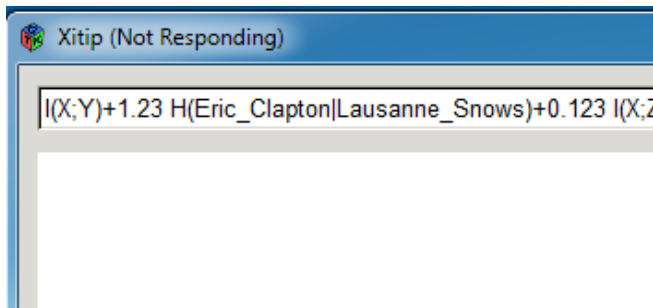 Xitip (Not Responding)
I(X;Y)+1.23 H(Eric_Clapton|Lausanne_Snows)+0.123 I(X;Z